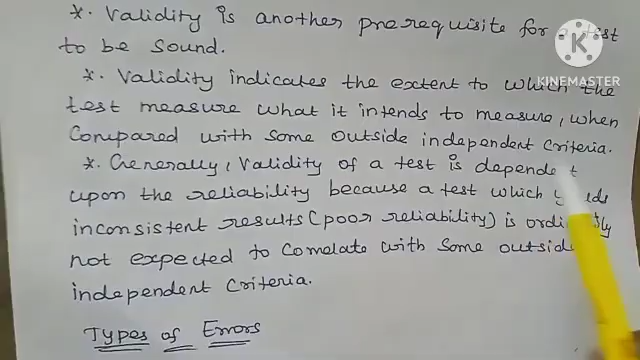 *. Validity is another prerequisite for a test
to be sound.
*. Validity indicates the extent to which the
test measure what it intends to measure, when
Compared with some outside independent criteria.
*. Generally, Validity of a test is dependent
upon the reliability because a test which
inconsistent results (poor reliability) is
not expected to Correlate with some outside
independent criteria.
Types of Errors
KINEMASTER